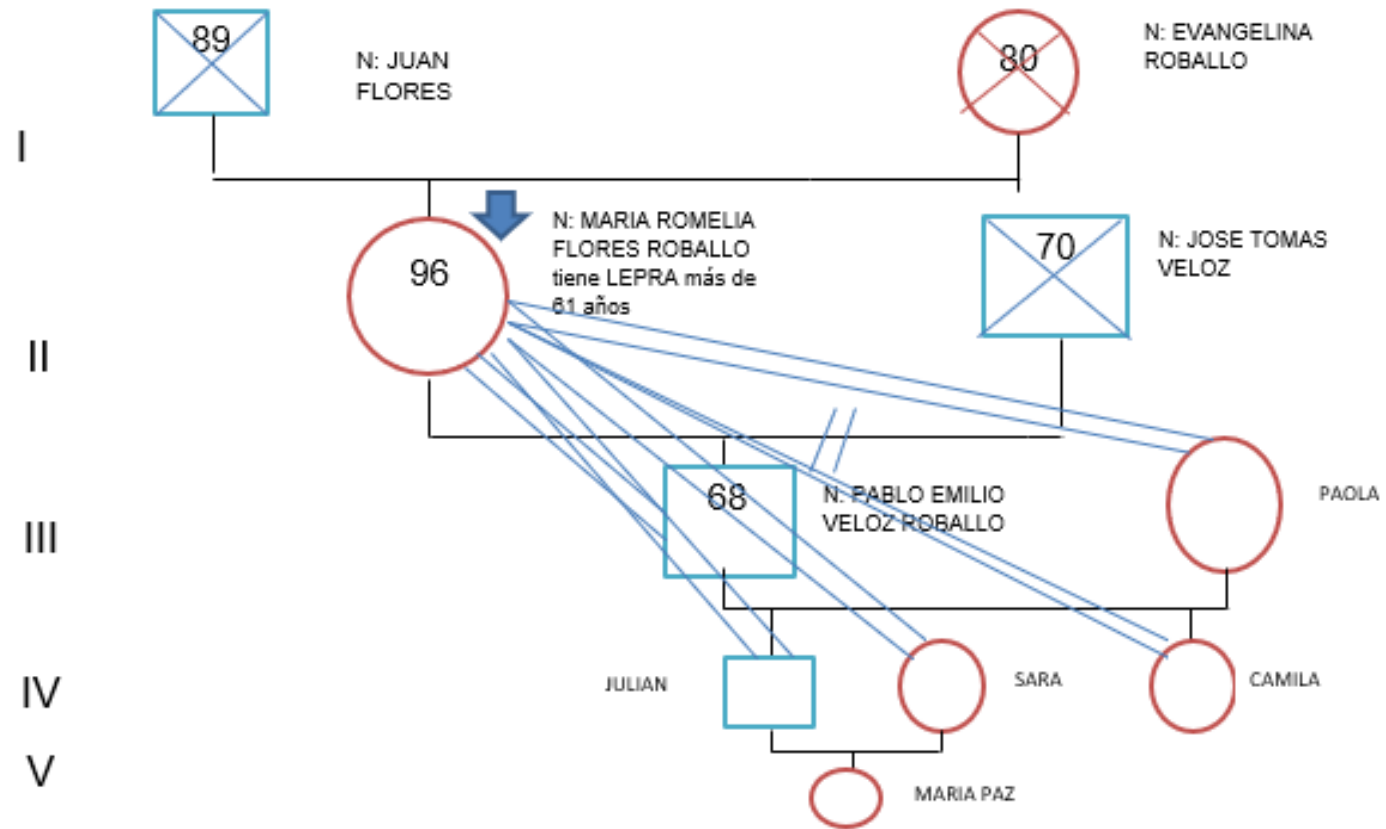 89
N: JUAN
FLORES
80
N: EVANGELINA
ROBALLO
I
96
N: MARIA ROMELIA
FLORES ROBALLO
tiene LEPRA más de
61 años
70
N: JOSE TOMAS
VELOZ
II
68
N. PABLO EMILIO
VELOZ ROBALLO
PAOLA
III
IV
JULIAN
SARA
CAMILA
V
MARIA PAZ